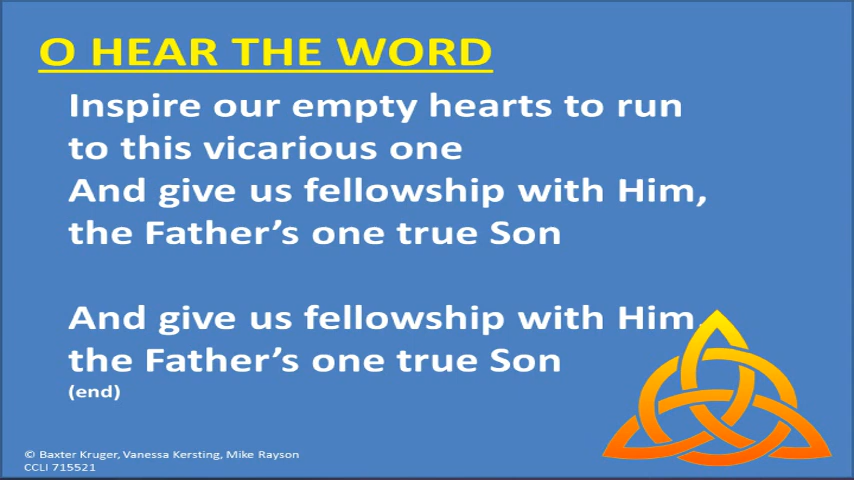 O HEAR THE WORD
Inspire our empty hearts to run
to this vicarious one
And give us fellowship with Him,
the Father’s one true Son
And give us fellowship with Him,
the Father’s one true Son
(end)
© Baxter Kruger, Vanessa Kersting, Mike Rayson
CCLI 715521